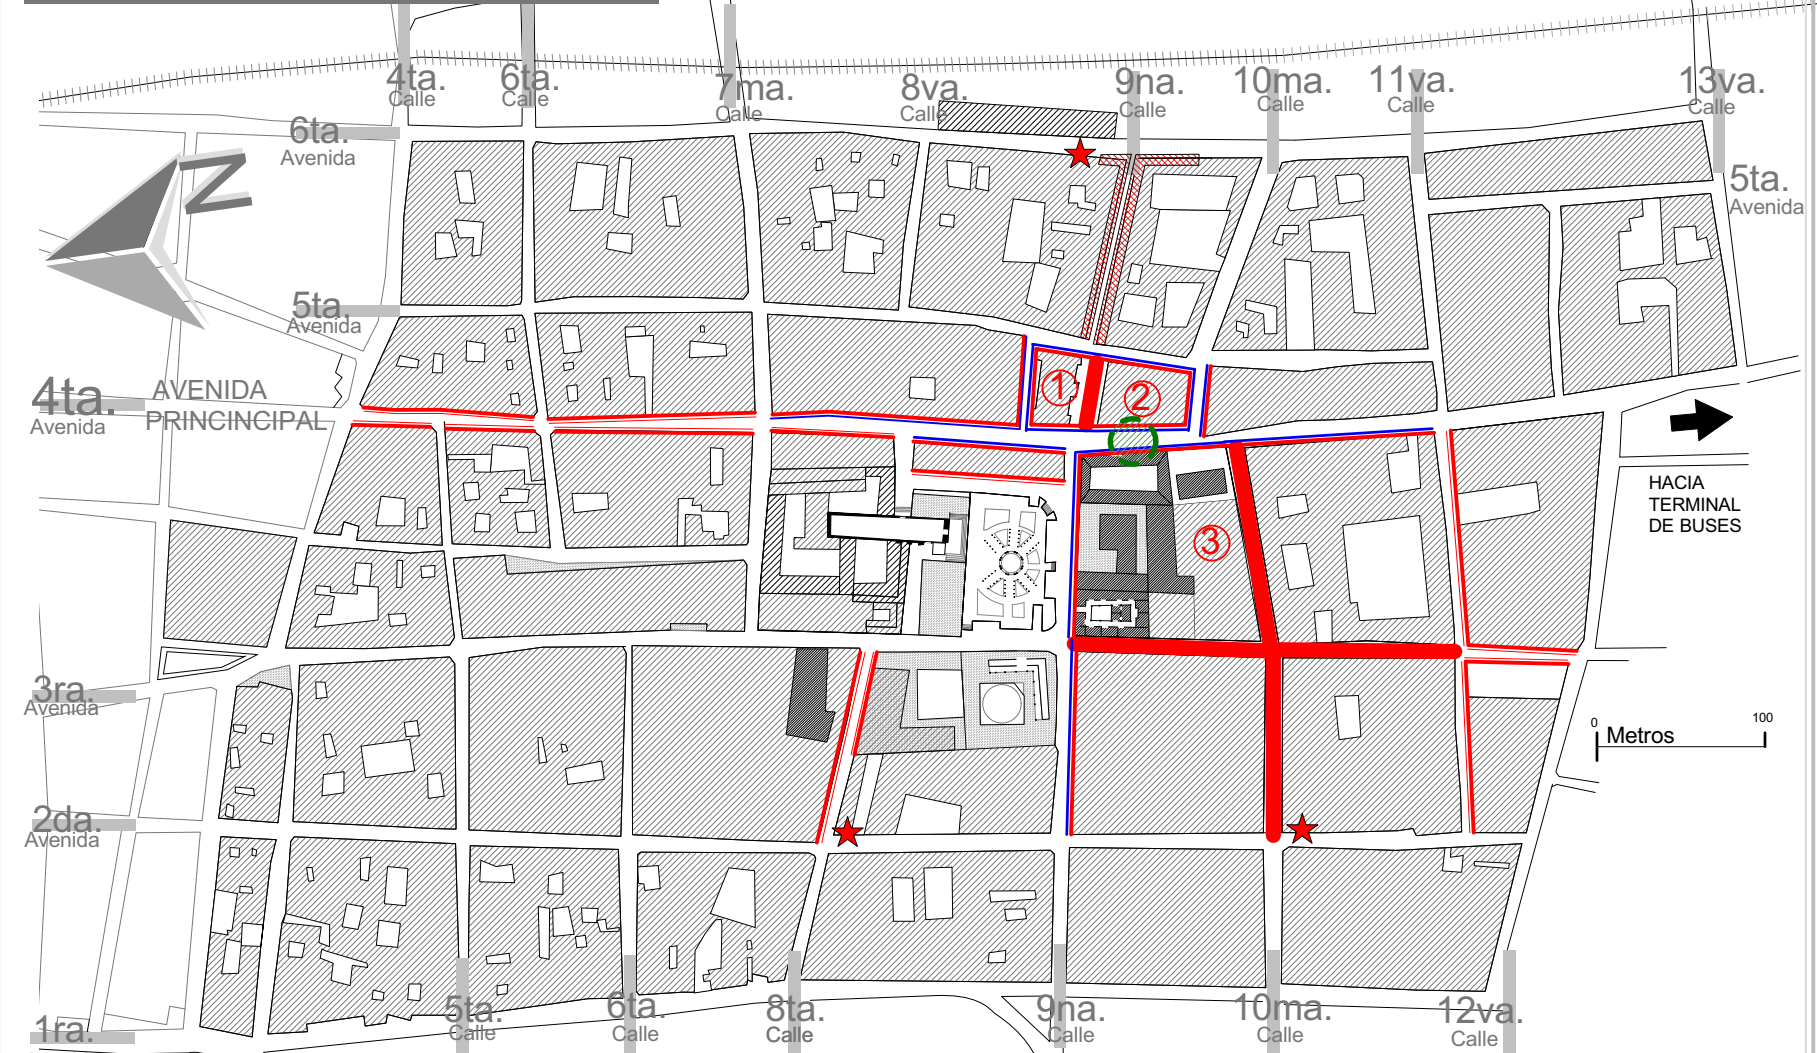 4ta.
Calle
6ta.
Calle
7ma.
Calle
8va.
Calle
9na.
Calle
10ma.
Calle
11va.
Calle
13va.
Calle
6ta.
Avenida
N
5ta.
Avenida
5ta.
Avenida
4ta.
Avenida
AVENIDA
PRINCINCIPAL
1
2
3
HACIA
TERMINAL
DE BUSES
0
100
Metros
3ra.
Avenida
2da.
Avenida
1ra.
5ta.
Calle
6ta.
Calle
8ta.
Calle
9na.
Calle
10ma.
Calle
12va.
Calle